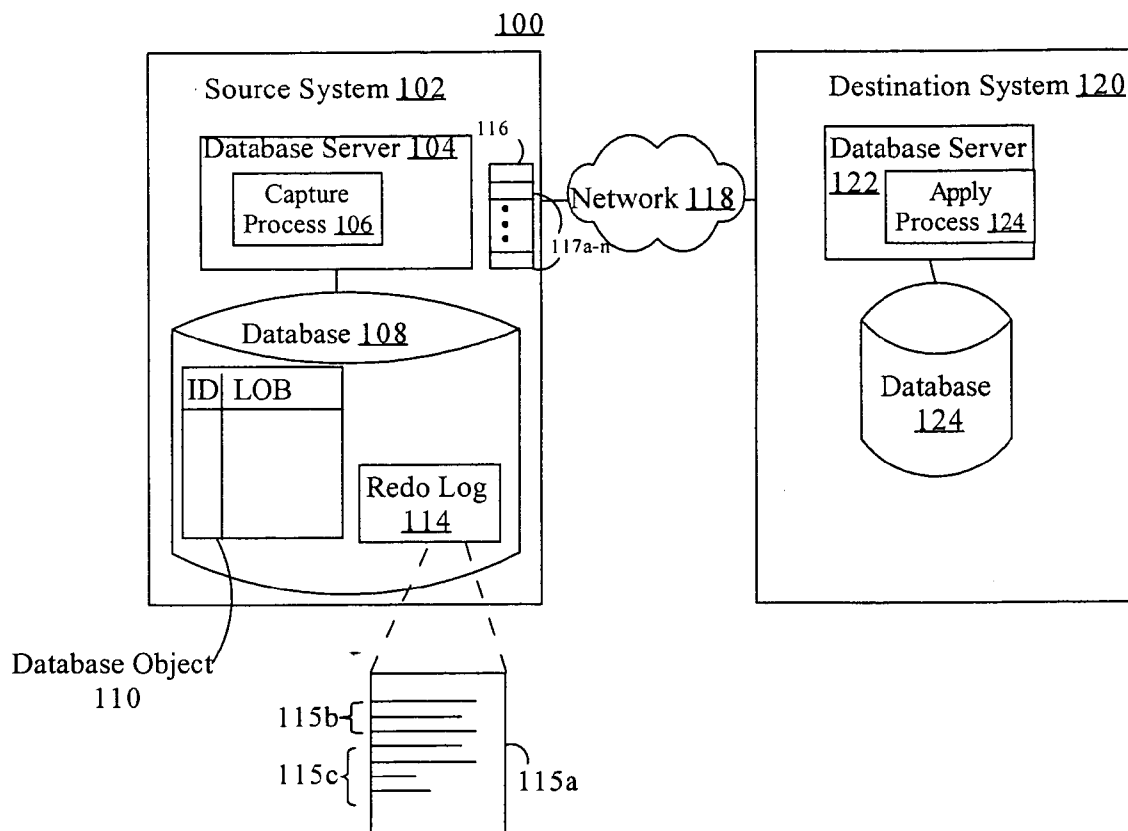 100
Source System 102
Database Server 104
Capture
Process 106
116
117a-n
Network 118
Destination System 120
Database Server
122
Apply
Process 124
Database 108
ID LOB
Redo Log
114
Database
124
Database Object
110
115b
115c
115a